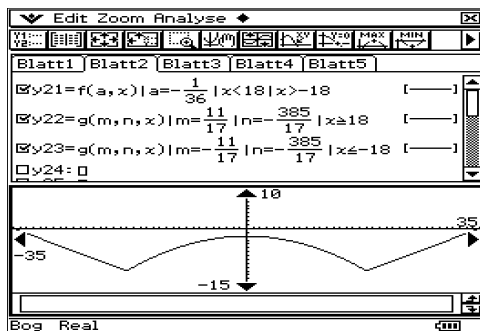 Edit Zoom Analyse
Blatt1 Blatt2 Blatt3 Blatt4 Blatt5
y21=f(a,x)|a=-1/36|x<18|x>-18
y22=g(m,n,x)|m=11/17|n=-385/17|x≥18
y23=g(m,n,x)|m=-11/17|n=-385/17|x≤-18
y24:
10
35
-35
-15
Bog Real